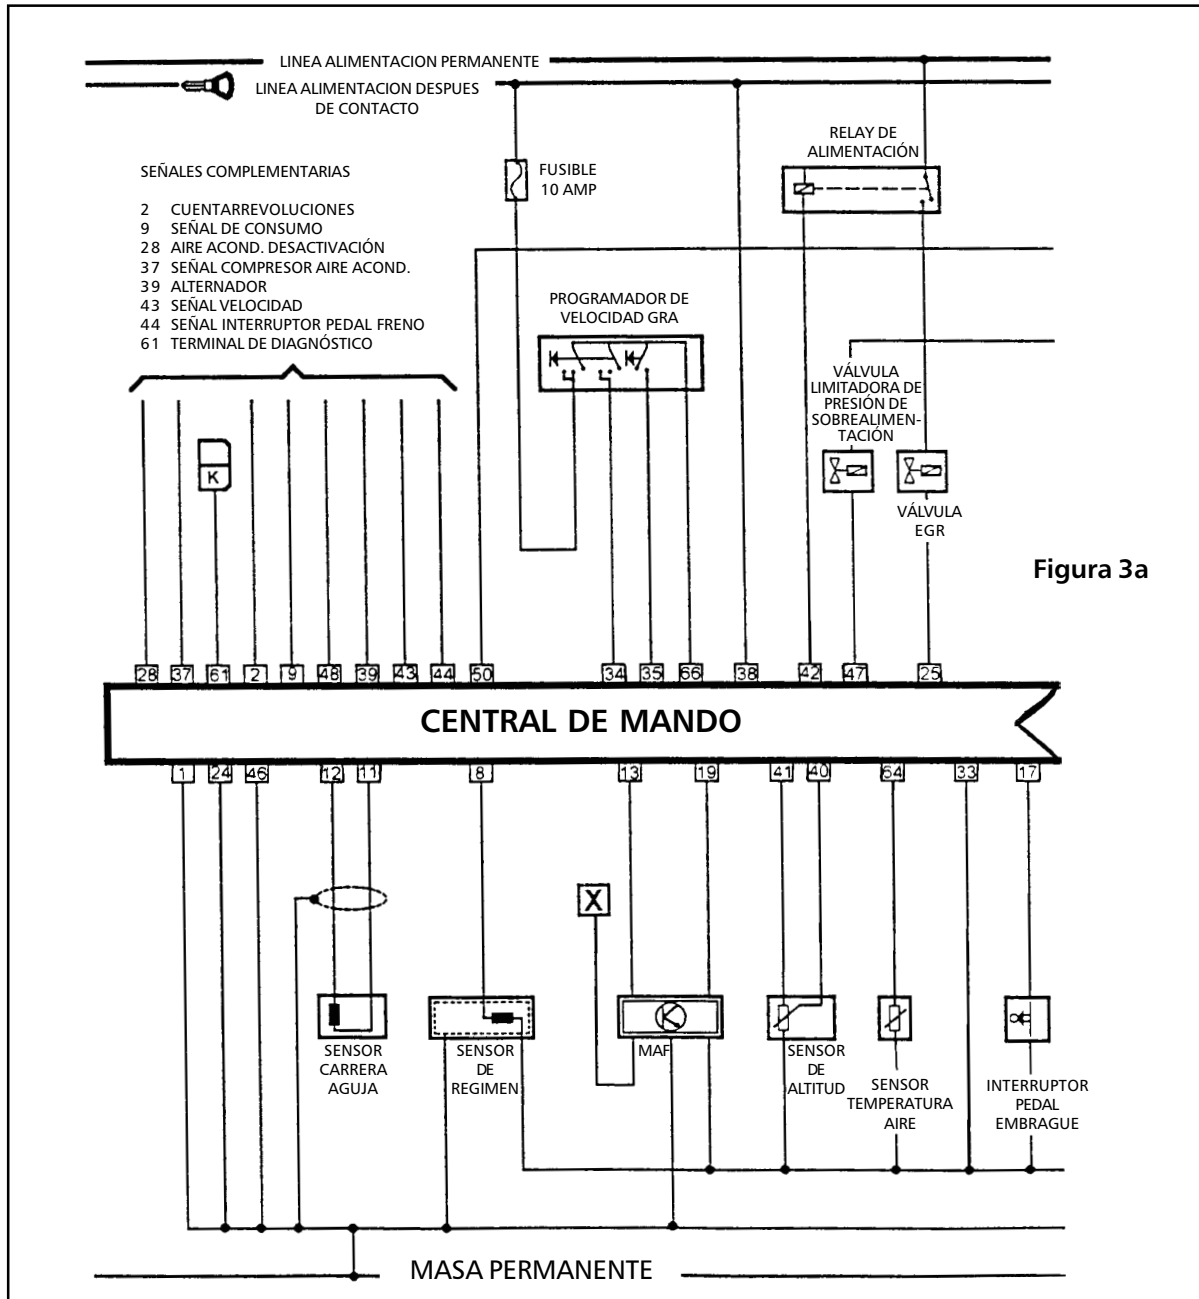 LINEA ALIMENTACION PERMANENTE
LINEA ALIMENTACION DESPUES
DE CONTACTO
RELAY DE
ALIMENTACIÓN
FUSIBLE
10 AMP
SEÑALES COMPLEMENTARIAS
2 CUENTARREVOLUCIONES
9 SEÑAL DE CONSUMO
28 AIRE ACOND. DESACTIVACIÓN
37 SEÑAL COMPRESOR AIRE ACOND.
39 ALTERNADOR
43 SEÑAL VELOCIDAD
44 SEÑAL INTERRUPTOR PEDAL FRENO
61 TERMINAL DE DIAGNÓSTICO
PROGRAMADOR DE
VELOCIDAD GRA
VÁLVULA
LIMITADORA DE
PRESIÓN DE
SOBREALIMEN-
TACIÓN
K
VÁLVULA
EGR
Figura 3a
28 37 61 2 9 48 39 43 44 50 34 35 66 38 42 47 25
CENTRAL DE MANDO
1 24 46 12 11 8 13 19 41 40 64 33 17
X
SENSOR
CARRERA
AGUJA
SENSOR
DE
REGIMEN
MAF
SENSOR
DE
ALTITUD
SENSOR
TEMPERATURA
AIRE
INTERRUPTOR
PEDAL
EMBRAGUE
MASA PERMANENTE